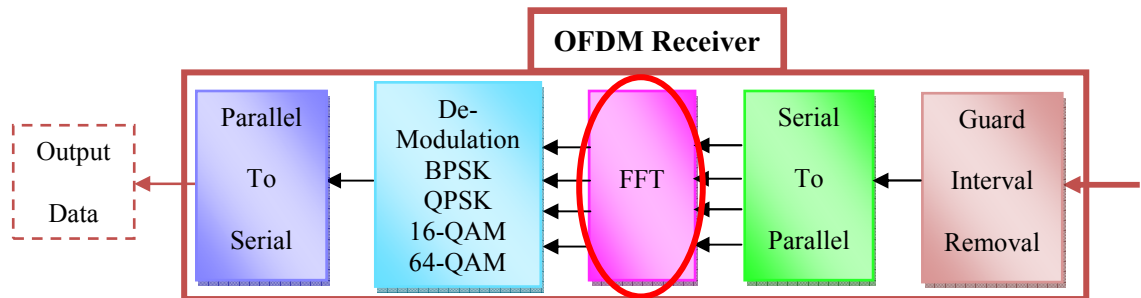 OFDM Receiver
Output
Data
Parallel
To
Serial
De-
Modulation
BPSK
QPSK
16-QAM
64-QAM
FFT
Serial
To
Parallel
Guard
Interval
Removal